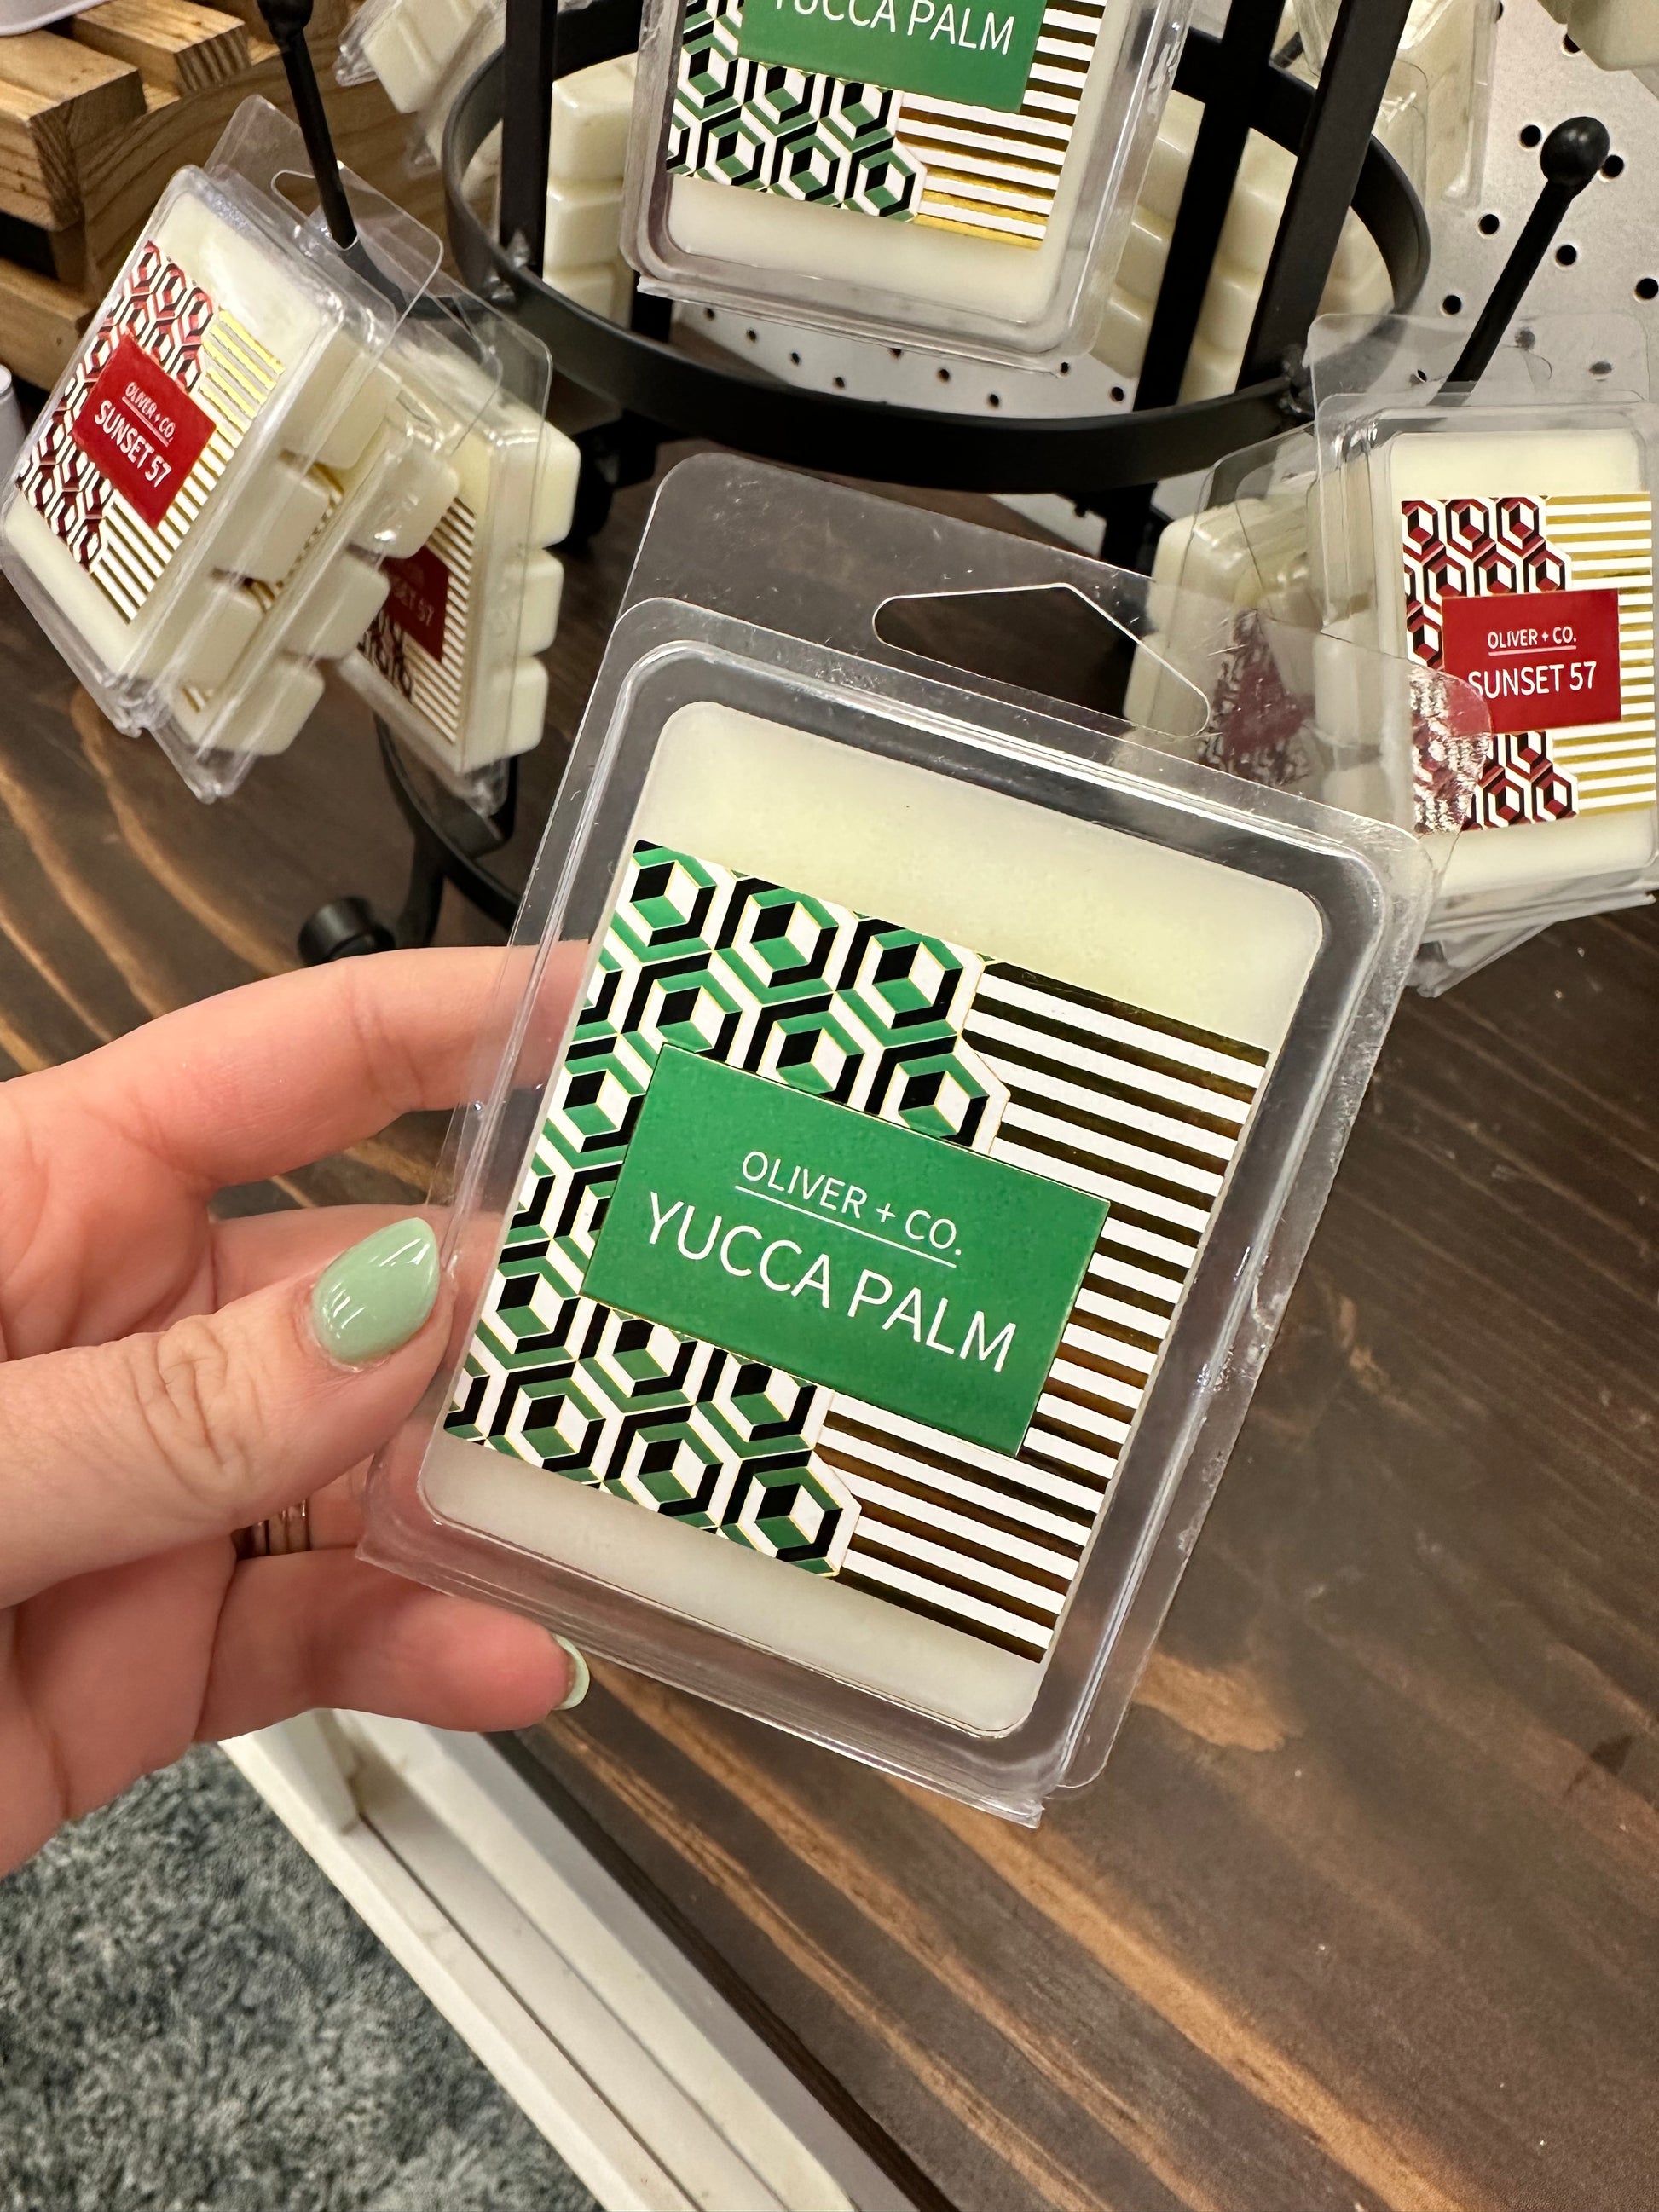 YUCCA PALM
OLIVER + CO.
SUNSET 57
OLIVER + CO.
SUNSET 57
OLIVER + CO.
YUCCA PALM